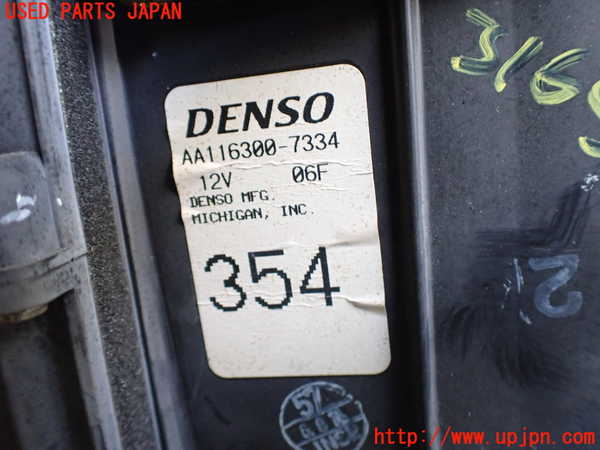 USED PARTS JAPAN
DENSO
AA116300-7334
12V 06F
DENSO MFG.
MICHIGAN, INC.
354
http://www.upjpn.com